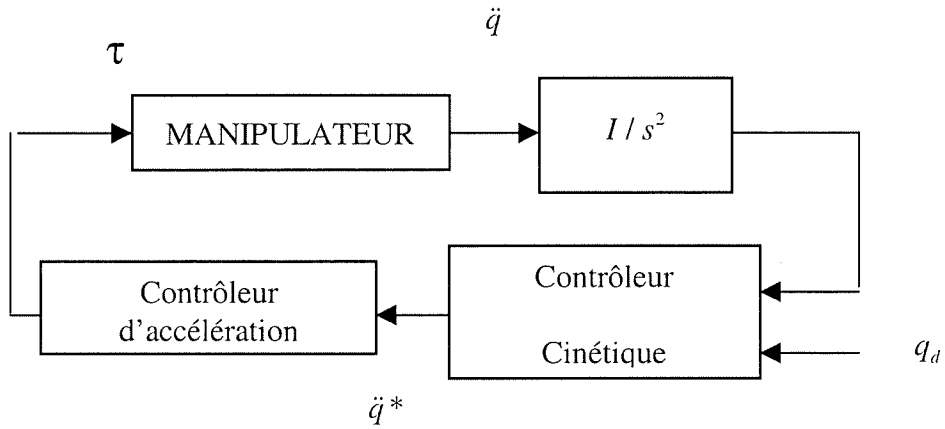 q̈
τ
MANIPULATEUR
I / s²
Contrôleur
d'accélération
Contrôleur
Cinétique
q_d
q̈ *